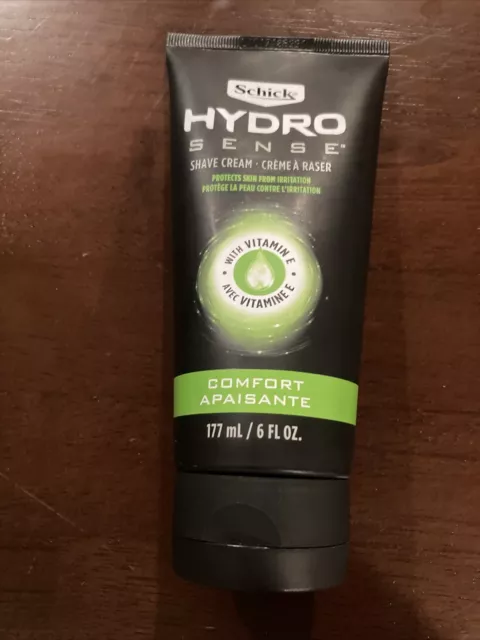 Schick®
HYDRO
SENSE™
SHAVE CREAM • CRÈME À RASER
PROTECTS SKIN FROM IRRITATION
PROTÈGE LA PEAU CONTRE L'IRRITATION
• WITH VITAMIN E •
AVEC VITAMINE E
COMFORT
APAISANTE
177 mL / 6 FL OZ.